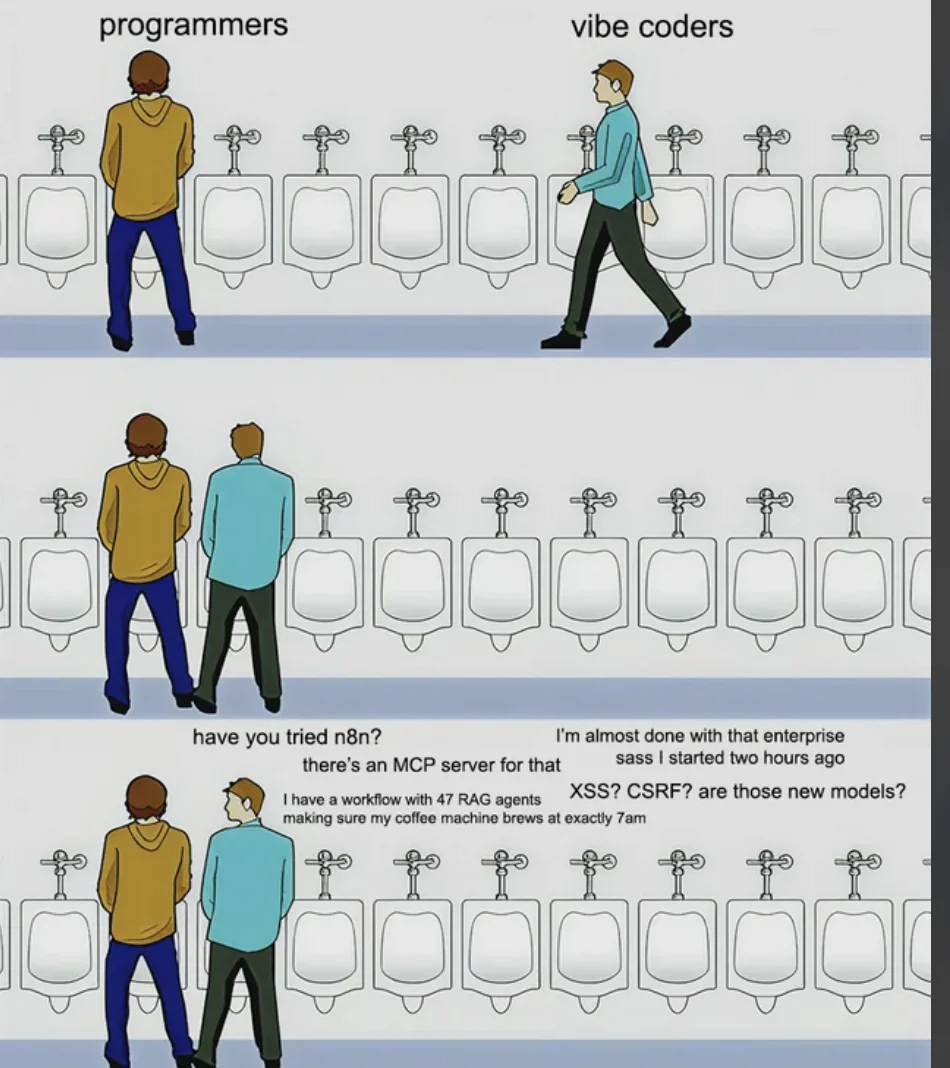 programmers
vibe coders
have you tried n8n?
I'm almost done with that enterprise
sass I started two hours ago
there's an MCP server for that
XSS? CSRF? are those new models?
I have a workflow with 47 RAG agents
making sure my coffee machine brews at exactly 7am